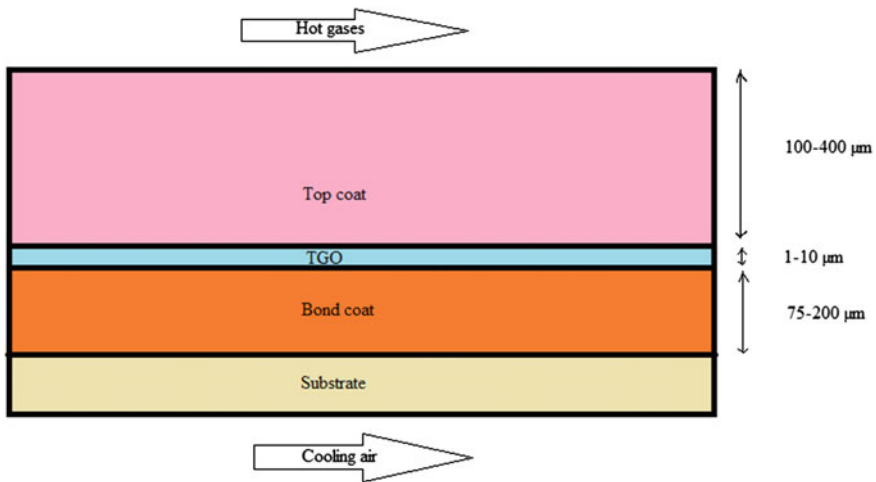 Hot gases
100-400 μm
Top coat
TGO
1-10 μm
Bond coat
75-200 μm
Substrate
Cooling air